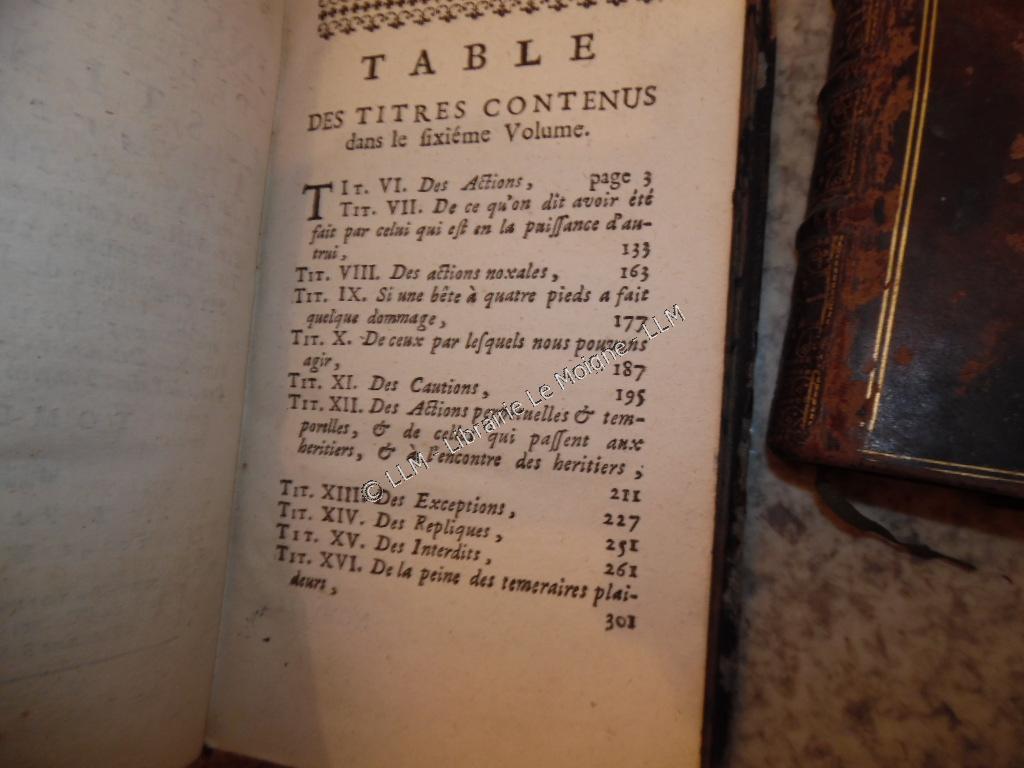 TABLE
DES TITRES CONTENUS
dans le sixiéme Volume.
TIT. VI. Des Actions, page 3
TIT. VII. De ce qu'on dit avoir été
fait par celui qui est en la puissance d'au-
trui, 133
TIT. VIII. Des actions noxales, 163
TIT. IX. Si une bête à quatre pieds a fait
quelque dommage, 177
TIT. X. De ceux par lesquels nous pouvons
agir, 187
TIT. XI. Des Cautions, 195
TIT. XII. Des Actions perpetuelles & tem-
porelles, & de celles qui passent aux
heritiers, & à l'encontre des heritiers,
211
TIT. XIII. Des Exceptions, 227
TIT. XIV. Des Repliques, 251
TIT. XV. Des Interdits, 261
TIT. XVI. De la peine des temeraires plai-
deurs, 301
© LLM - Librairie Le Moigne - LLM